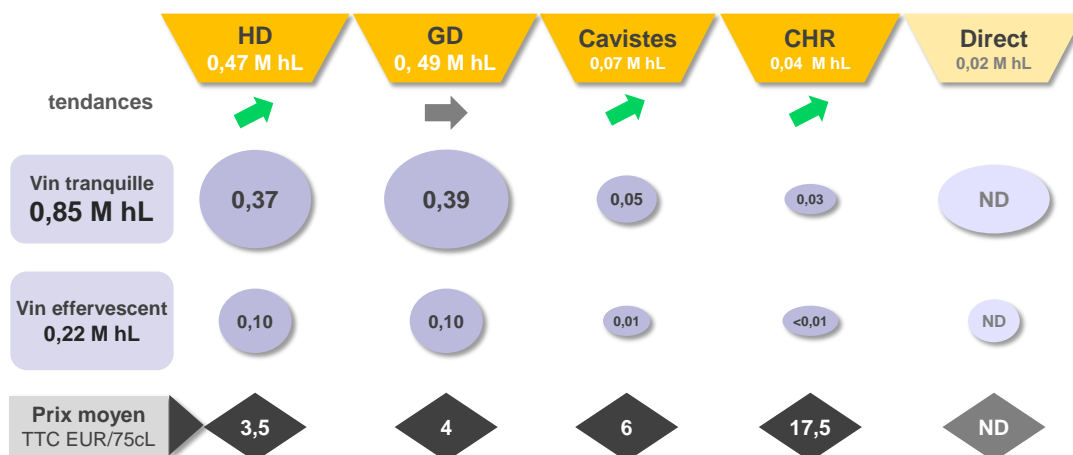 HD
0,47 M hL
GD
0, 49 M hL
Cavistes
0,07 M hL
CHR
0,04 M hL
Direct
0,02 M hL
tendances
Vin tranquille
0,85 M hL
0,37
0,39
0,05
0,03
ND
Vin effervescent
0,22 M hL
0,10
0,10
0,01
<0,01
ND
Prix moyen
TTC EUR/75cL
3,5
4
6
17,5
ND